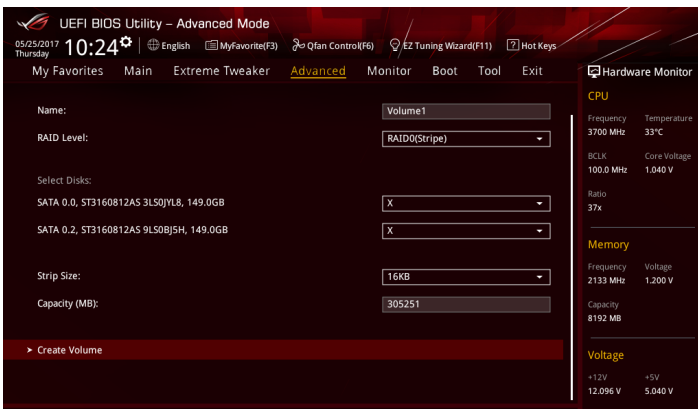 UEFI BIOS Utility – Advanced Mode
05/25/2017 Thursday 10:24 English MyFavorite(F3) Qfan Control(F6) EZ Tuning Wizard(F11) ? Hot Keys
My Favorites Main Extreme Tweaker Advanced Monitor Boot Tool Exit
Name: Volume1
RAID Level: RAID0(Stripe)
Select Disks:
SATA 0.0, ST3160812AS 3LS0JYL8, 149.0GB X
SATA 0.2, ST3160812AS 9LS0BJ5H, 149.0GB X
Strip Size: 16KB
Capacity (MB): 305251
> Create Volume
Hardware Monitor
CPU
Frequency Temperature
3700 MHz 33°C
BCLK Core Voltage
100.0 MHz 1.040 V
Ratio
37x
Memory
Frequency Voltage
2133 MHz 1.200 V
Capacity
8192 MB
Voltage
+12V +5V
12.096 V 5.040 V